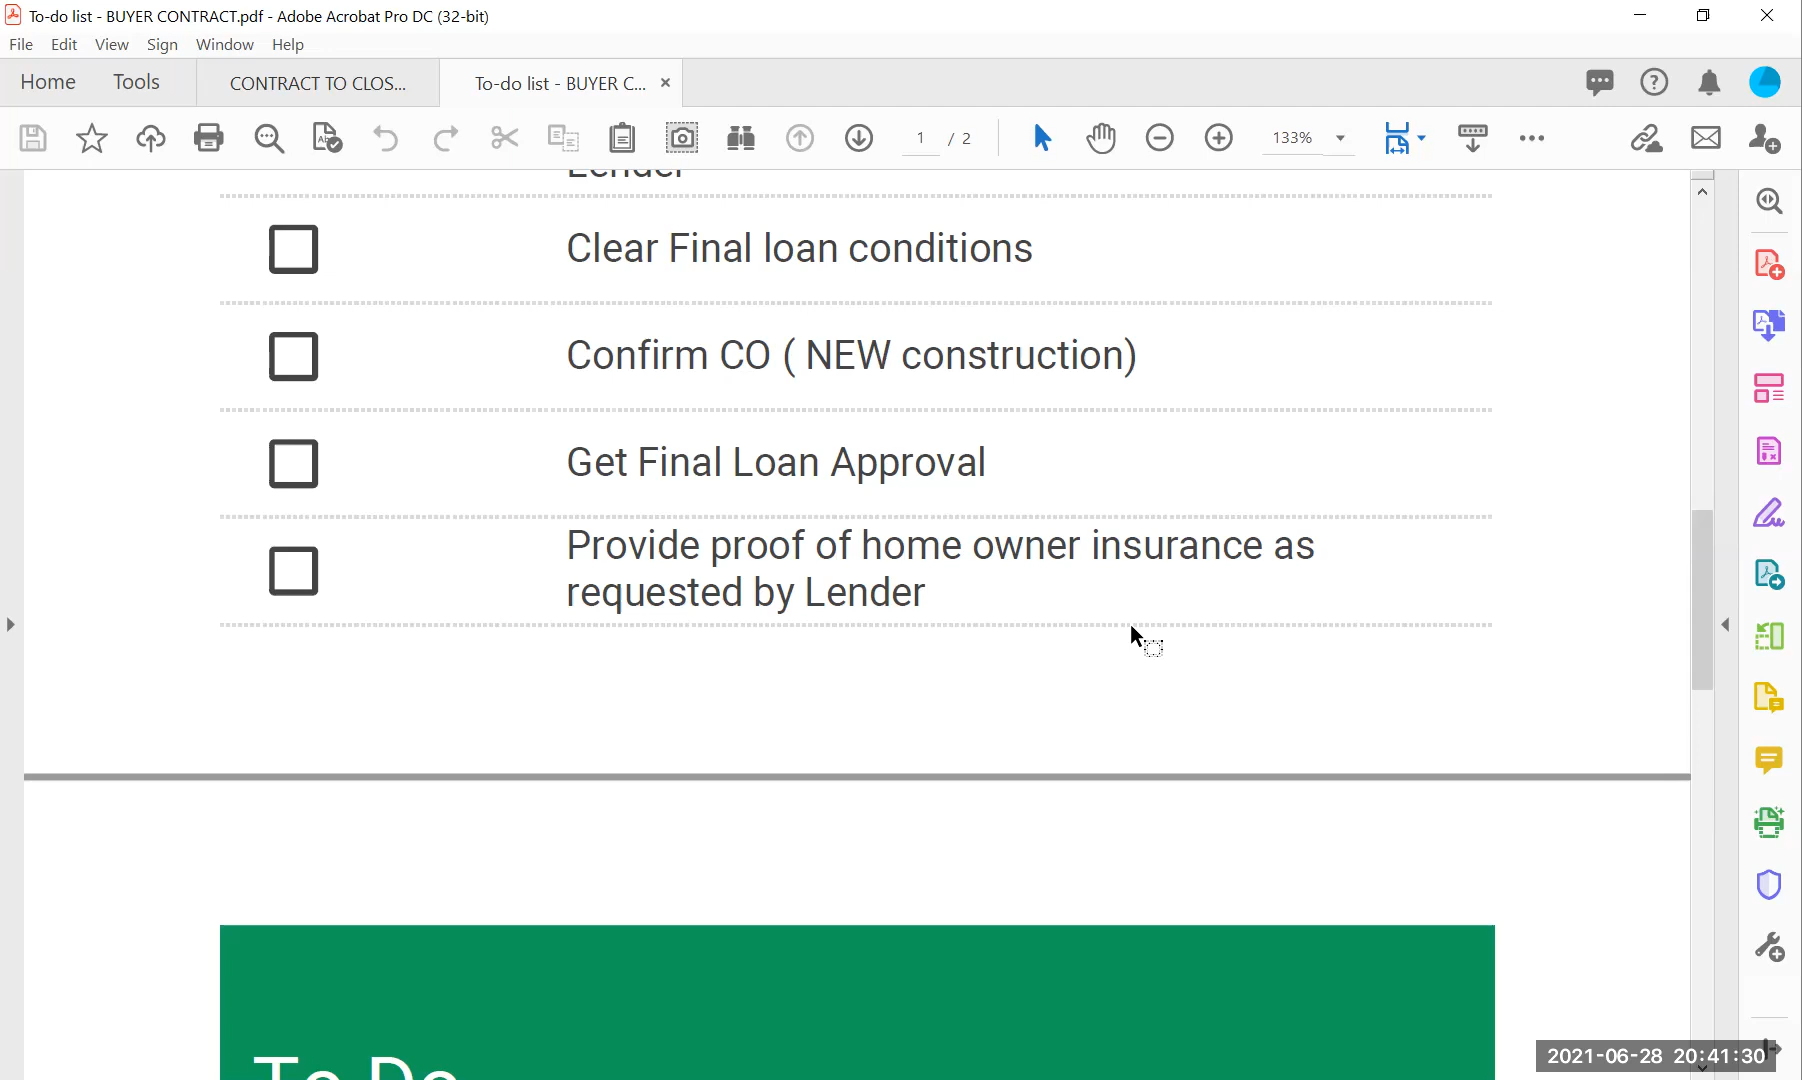 To-do list - BUYER CONTRACT.pdf - Adobe Acrobat Pro DC (32-bit)
File Edit View Sign Window Help
Home Tools CONTRACT TO CLOS... To-do list - BUYER C...
1 / 2 133%
Lender
Clear Final loan conditions
Confirm CO ( NEW construction)
Get Final Loan Approval
Provide proof of home owner insurance as
requested by Lender
To Do
2021-06-28 20:41:30